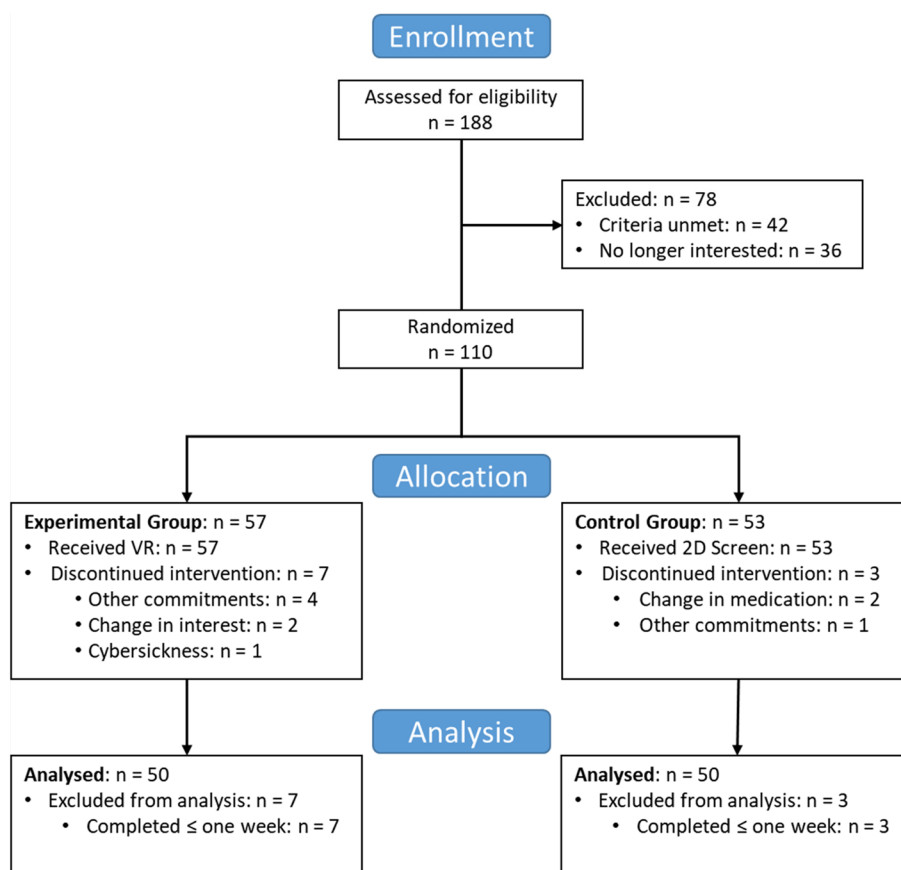 Enrollment
Assessed for eligibility
n = 188
Excluded: n = 78
• Criteria unmet: n = 42
• No longer interested: n = 36
Randomized
n = 110
Allocation
Experimental Group: n = 57
• Received VR: n = 57
• Discontinued intervention: n = 7
• Other commitments: n = 4
• Change in interest: n = 2
• Cybersickness: n = 1
Control Group: n = 53
• Received 2D Screen: n = 53
• Discontinued intervention: n = 3
• Change in medication: n = 2
• Other commitments: n = 1
Analysis
Analysed: n = 50
• Excluded from analysis: n = 7
• Completed ≤ one week: n = 7
Analysed: n = 50
• Excluded from analysis: n = 3
• Completed ≤ one week: n = 3